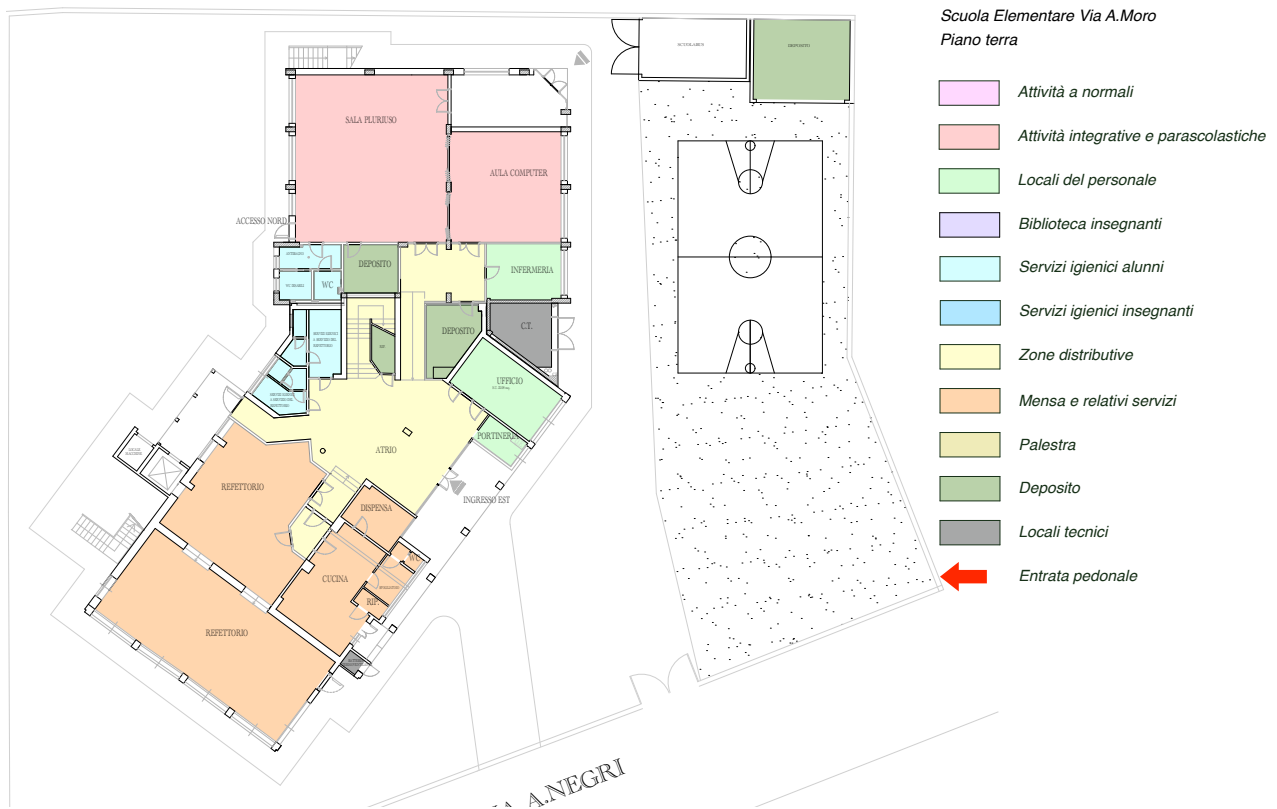 Scuola Elementare Via A.Moro
Piano terra
Attività a normali
Attività integrative e parascolastiche
Locali del personale
Biblioteca insegnanti
Servizi igienici alunni
Servizi igienici insegnanti
Zone distributive
Mensa e relativi servizi
Palestra
Deposito
Locali tecnici
Entrata pedonale
SCUOLABUS
DEPOSITO
SALA PLURIUSO
AULA COMPUTER
ACCESSO NORD
DEPOSITO
INFERMERIA
WC
DEPOSITO
C.T.
UFFICIO
PORTINERIA
ATRIO
REFETTORIO
INGRESSO EST
DISPENSA
WC
CUCINA
RIP.
REFETTORIO
VIA A.NEGRI